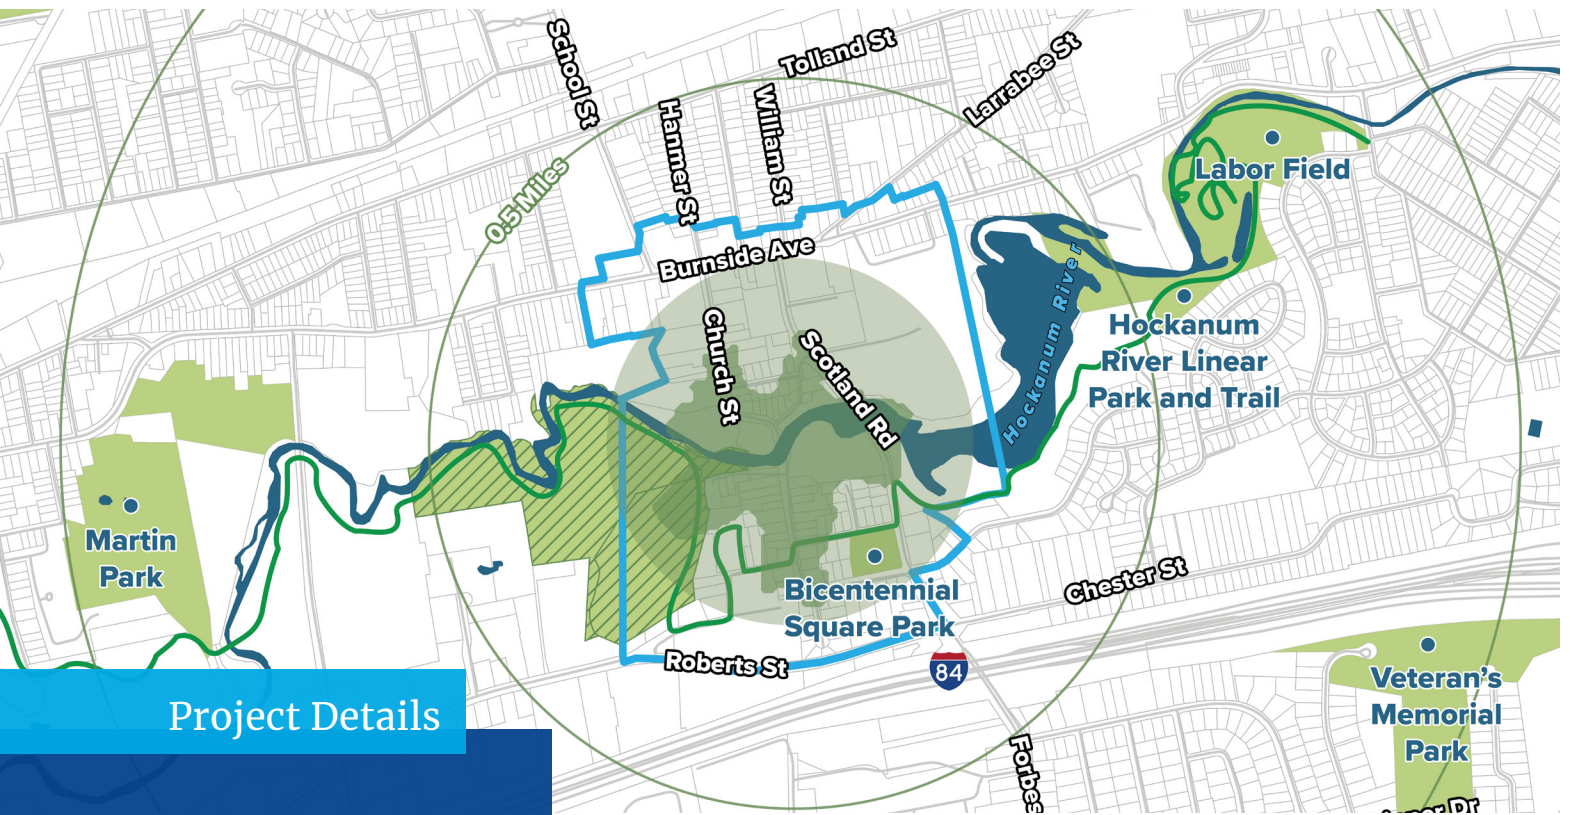 School St
Tolland St
Larrabee St
Hanmer St
William St
0.5 Miles
Labor Field
Burnside Ave
Hockanum River
Church St
Scotland Rd
Hockanum
River Linear
Park and Trail
Martin
Park
Bicentennial
Square Park
Chester St
Roberts St
84
Veteran's
Memorial
Park
Project Details
Forbes